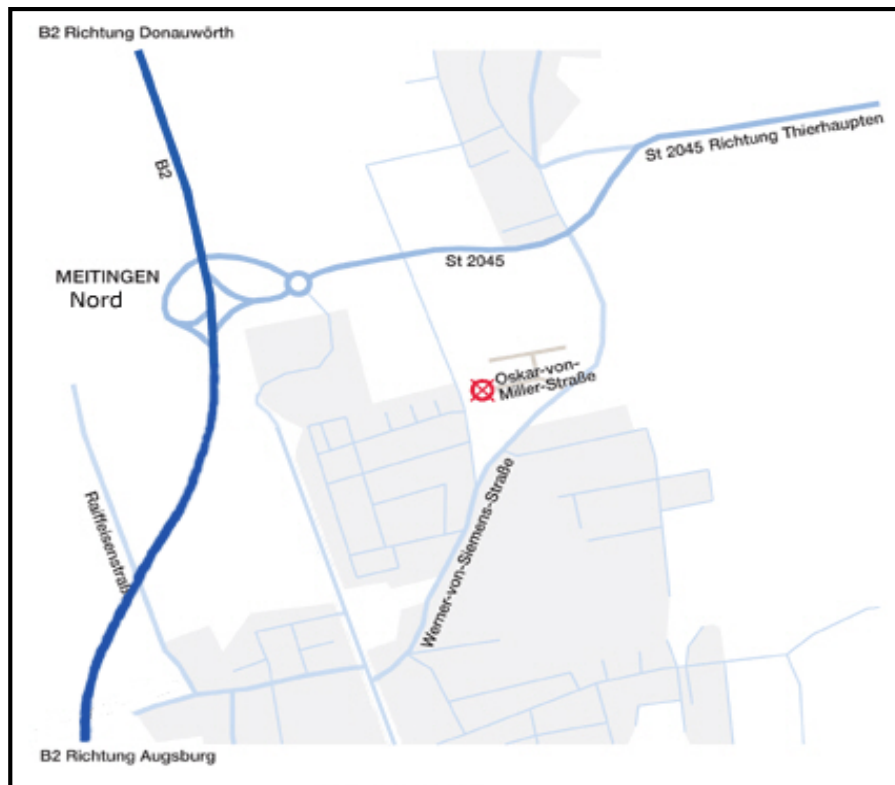 B2 Richtung Donauwörth
B2
St 2045 Richtung Thierhaupten
St 2045
MEITINGEN
Nord
Oskar-von-
Miller-Straße
Raiffeisenstraß
Werner-von-Siemens-Straße
B2 Richtung Augsburg